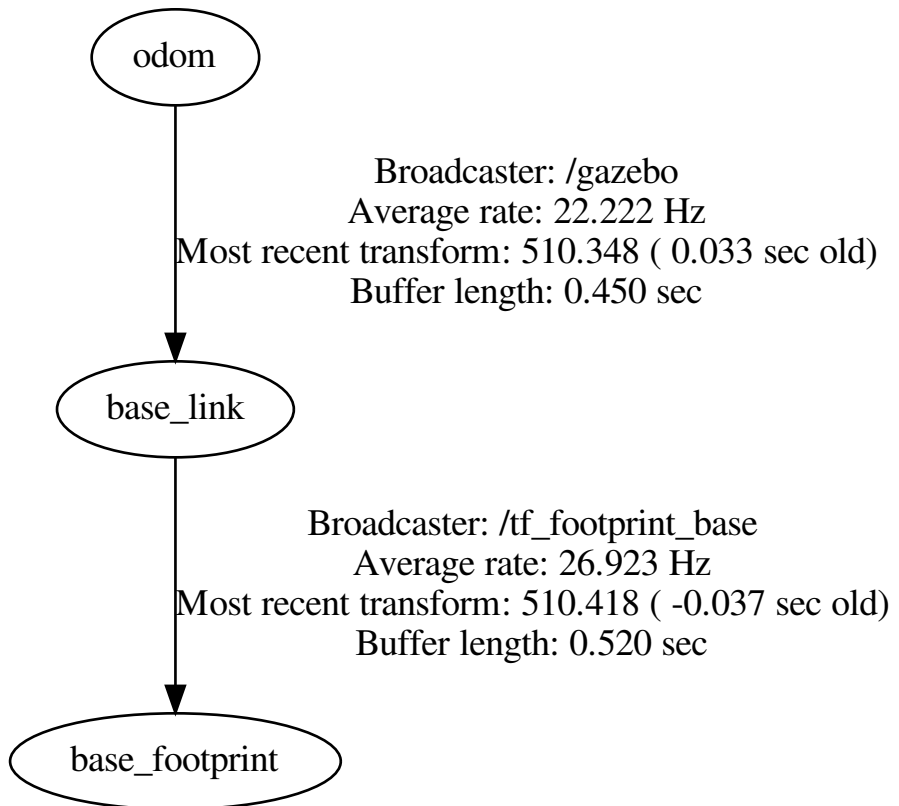 odom
Broadcaster: /gazebo
Average rate: 22.222 Hz
Most recent transform: 510.348 ( 0.033 sec old)
Buffer length: 0.450 sec
base_link
Broadcaster: /tf_footprint_base
Average rate: 26.923 Hz
Most recent transform: 510.418 ( -0.037 sec old)
Buffer length: 0.520 sec
base_footprint